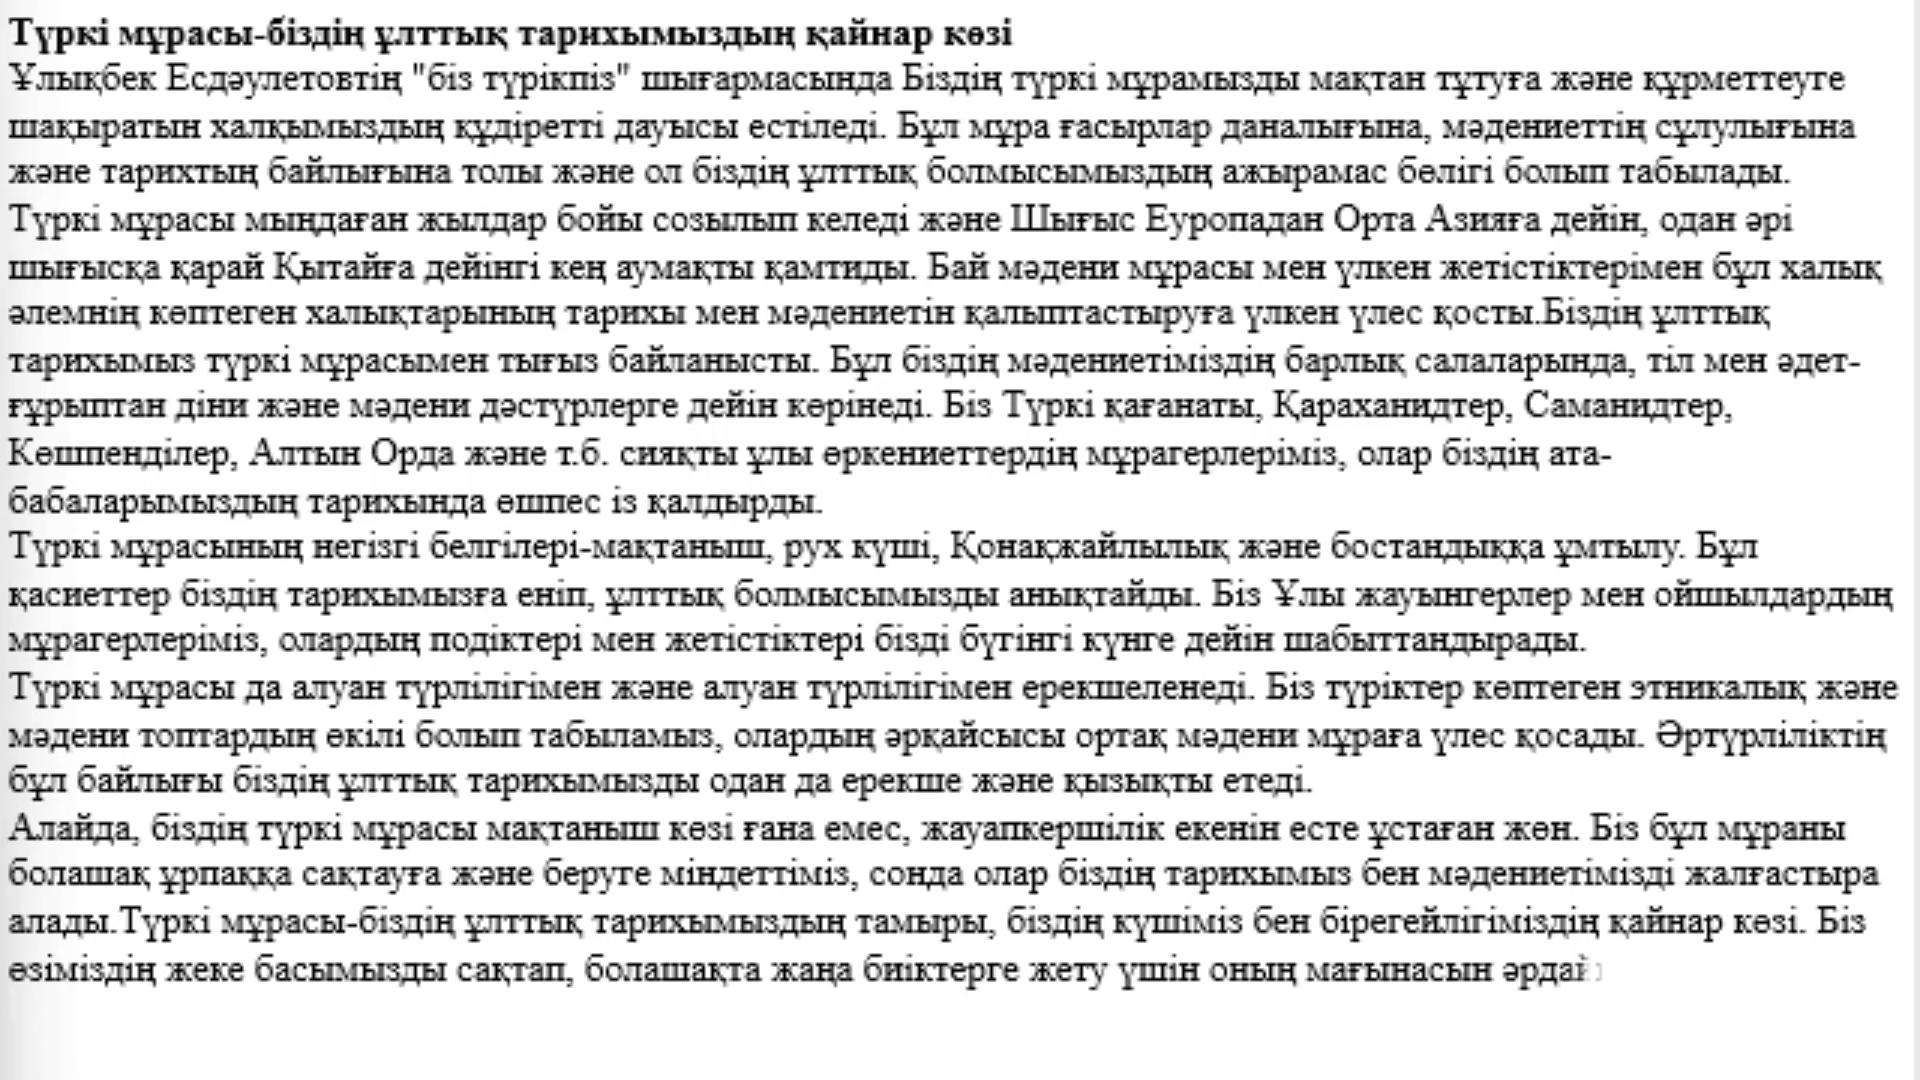 Түркі мұрасы-біздің ұлттық тарихымыздың қайнар көзі
Ұлықбек Есдәулетовтің "біз түрікпіз" шығармасында Біздің түркі мұрамызды мақтан тұтуға және құрметтеуге
шақыратын халқымыздың құдіретті дауысы естіледі. Бұл мұра ғасырлар даналығына, мәдениеттің сұлулығына
және тарихтың байлығына толы және ол біздің ұлттық болмысымыздың ажырамас бөлігі болып табылады.
Түркі мұрасы мыңдаған жылдар бойы созылып келеді және Шығыс Еуропадан Орта Азияға дейін, одан әрі
шығысқа қарай Қытайға дейінгі кең аумақты қамтиды. Бай мәдени мұрасы мен үлкен жетістіктерімен бұл халық
әлемнің көптеген халықтарының тарихы мен мәдениетін қалыптастыруға үлкен үлес қосты.Біздің ұлттық
тарихымыз түркі мұрасымен тығыз байланысты. Бұл біздің мәдениетіміздің барлық салаларында, тіл мен әдет-
ғұрыптан діни және мәдени дәстүрлерге дейін көрінеді. Біз Түркі қағанаты, Қараханидтер, Саманидтер,
Көшпенділер, Алтын Орда және т.б. сияқты ұлы өркениеттердің мұрагерлеріміз, олар біздің ата-
бабаларымыздың тарихында өшпес із қалдырды.
Түркі мұрасының негізгі белгілері-мақтаныш, рух күші, Қонақжайлылық және бостандыққа ұмтылу. Бұл
қасиеттер біздің тарихымызға еніп, ұлттық болмысымызды анықтайды. Біз Ұлы жауынгерлер мен ойшылдардың
мұрагерлеріміз, олардың подіктері мен жетістіктері бізді бүгінгі күнге дейін шабыттандырады.
Түркі мұрасы да алуан түрлілігімен және алуан түрлілігімен ерекшеленеді. Біз түріктер көптеген этникалық және
мәдени топтардың өкілі болып табыламыз, олардың әрқайсысы ортақ мәдени мұраға үлес қосады. Әртүрліліктің
бұл байлығы біздің ұлттық тарихымызды одан да ерекше және қызықты етеді.
Алайда, біздің түркі мұрасы мақтаныш көзі ғана емес, жауапкершілік екенін есте ұстаған жөн. Біз бұл мұраны
болашақ ұрпаққа сақтауға және беруге міндеттіміз, сонда олар біздің тарихымыз бен мәдениетімізді жалғастыра
алады.Түркі мұрасы-біздің ұлттық тарихымыздың тамыры, біздің күшіміз бен бірегейлігіміздің қайнар көзі. Біз
өзіміздің жеке басымызды сақтап, болашақта жаңа биіктерге жету үшін оның мағынасын